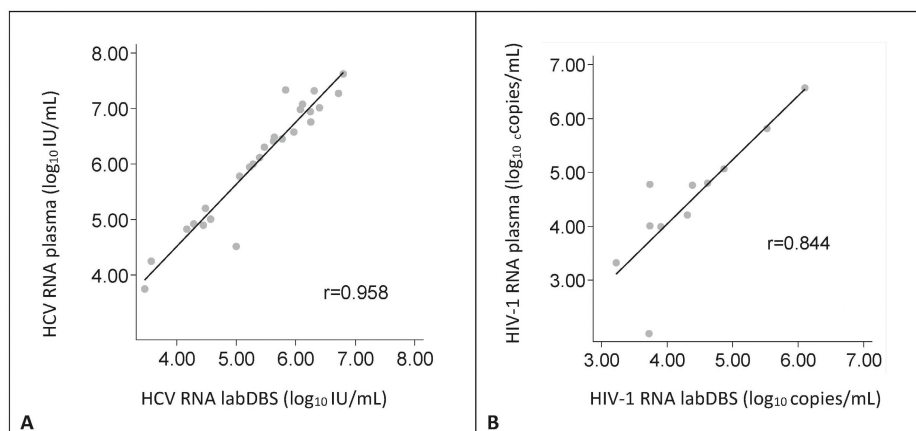 8.00
7.00
6.00
5.00
4.00
HCV RNA plasma (log₁₀ IU/mL)
r=0.958
4.00 5.00 6.00 7.00 8.00
HCV RNA labDBS (log₁₀ IU/mL)
A
7.00
6.00
5.00
4.00
3.00
HIV-1 RNA plasma (log₁₀ c copies/mL)
r=0.844
3.00 4.00 5.00 6.00 7.00
HIV-1 RNA labDBS (log₁₀ copies/mL)
B